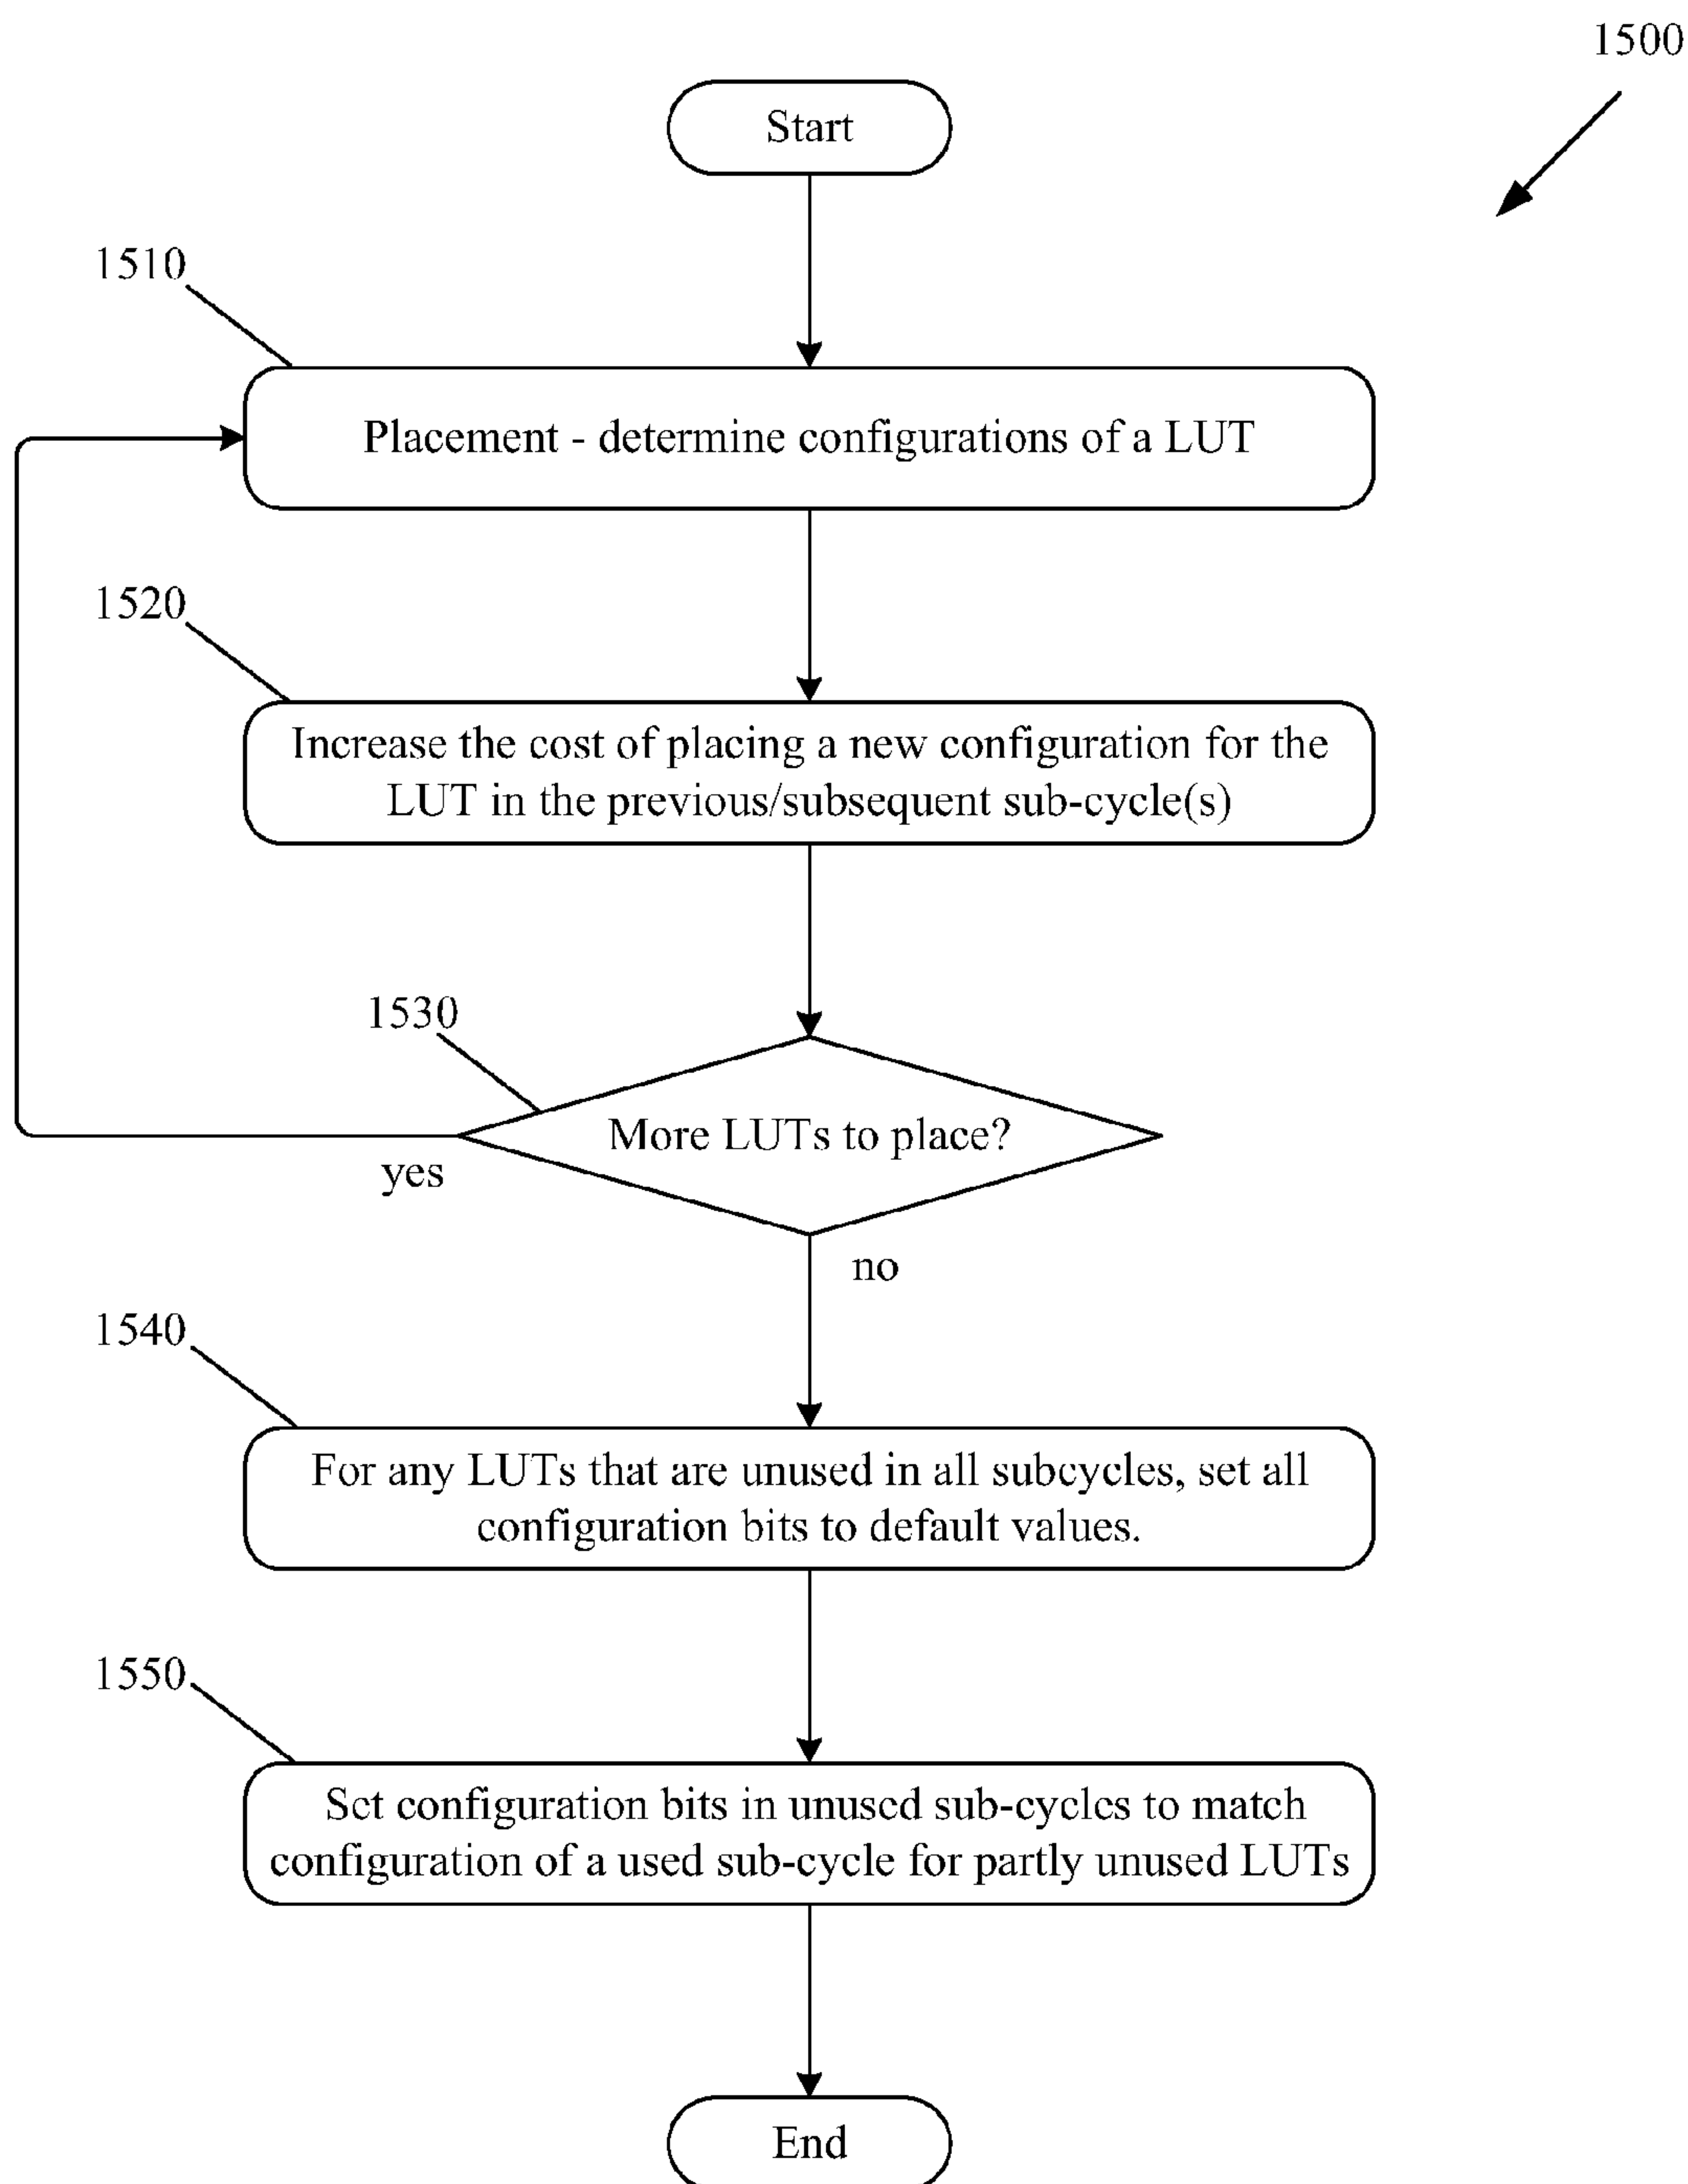 1500
Start
1510
Placement - determine configurations of a LUT
1520
Increase the cost of placing a new configuration for the
LUT in the previous/subsequent sub-cycle(s)
1530
More LUTs to place?
yes
no
1540
For any LUTs that are unused in all subcycles, set all
configuration bits to default values.
1550
Set configuration bits in unused sub-cycles to match
configuration of a used sub-cycle for partly unused LUTs
End